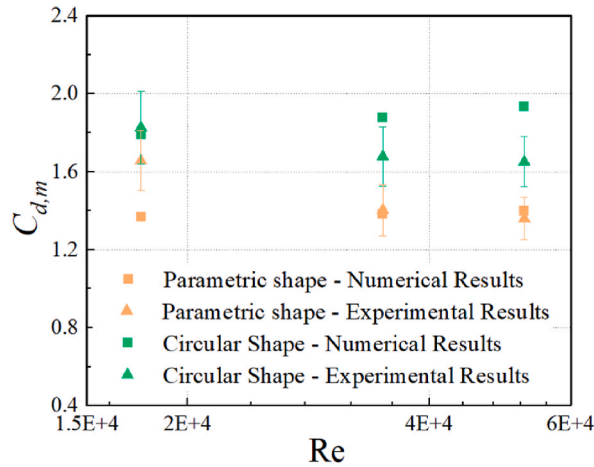 2.4
2.0
1.6
1.2
0.8
0.4
C_{d,m}
Parametric shape - Numerical Results
Parametric shape - Experimental Results
Circular Shape - Numerical Results
Circular Shape - Experimental Results
1.5E+4 2E+4 4E+4 6E+4
Re